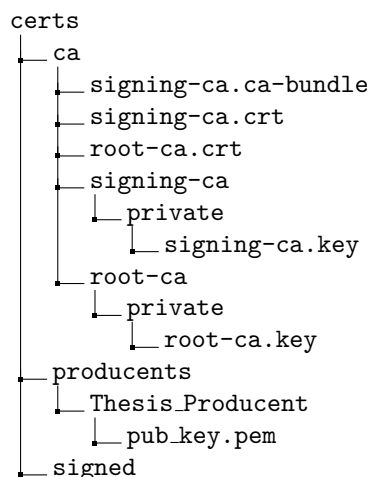 certs
ca
signing-ca.ca-bundle
signing-ca.crt
root-ca.crt
signing-ca
private
signing-ca.key
root-ca
private
root-ca.key
producents
Thesis_Producent
pub_key.pem
signed